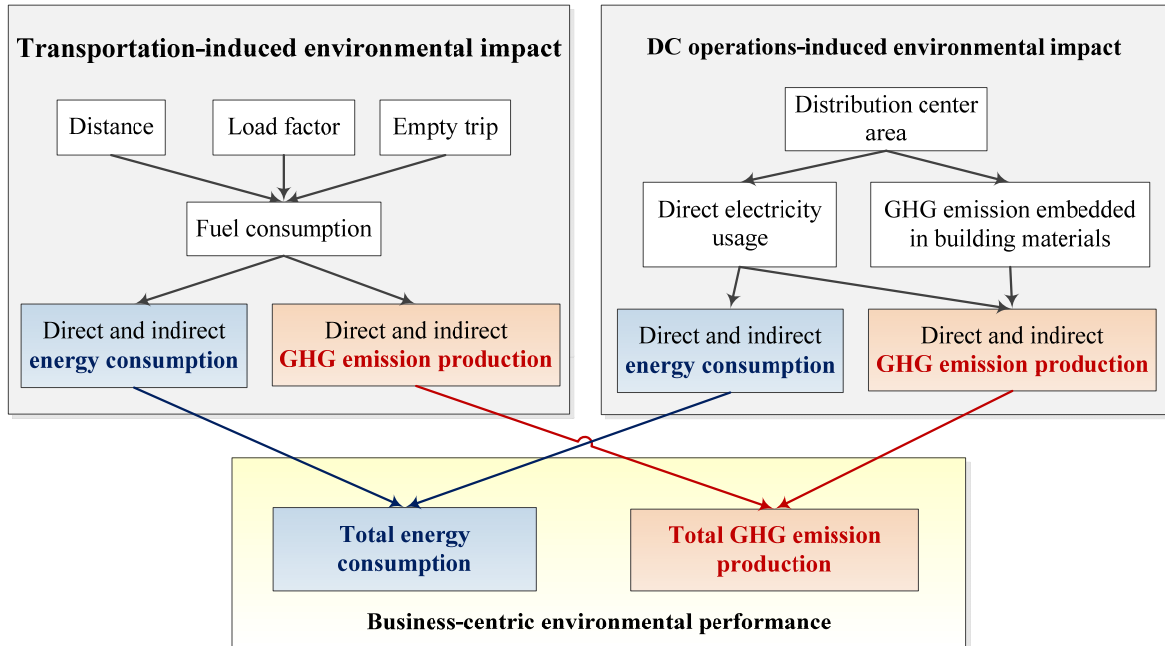 Transportation-induced environmental impact
Distance
Load factor
Empty trip
Fuel consumption
Direct and indirect
energy consumption
Direct and indirect
GHG emission production
DC operations-induced environmental impact
Distribution center
area
Direct electricity
usage
GHG emission embedded
in building materials
Direct and indirect
energy consumption
Direct and indirect
GHG emission production
Total energy
consumption
Total GHG emission
production
Business-centric environmental performance